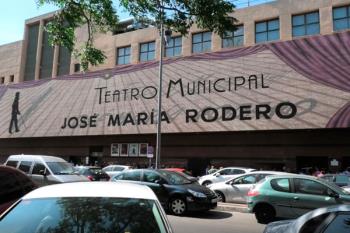 Teatro Municipal
JOSÉ MARÍA RODERO